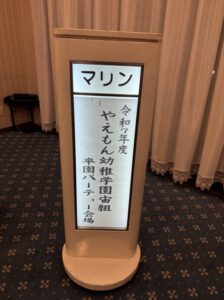 マリン
令和7年度
やえもん幼稚学園宙組
卒園パーティー会場